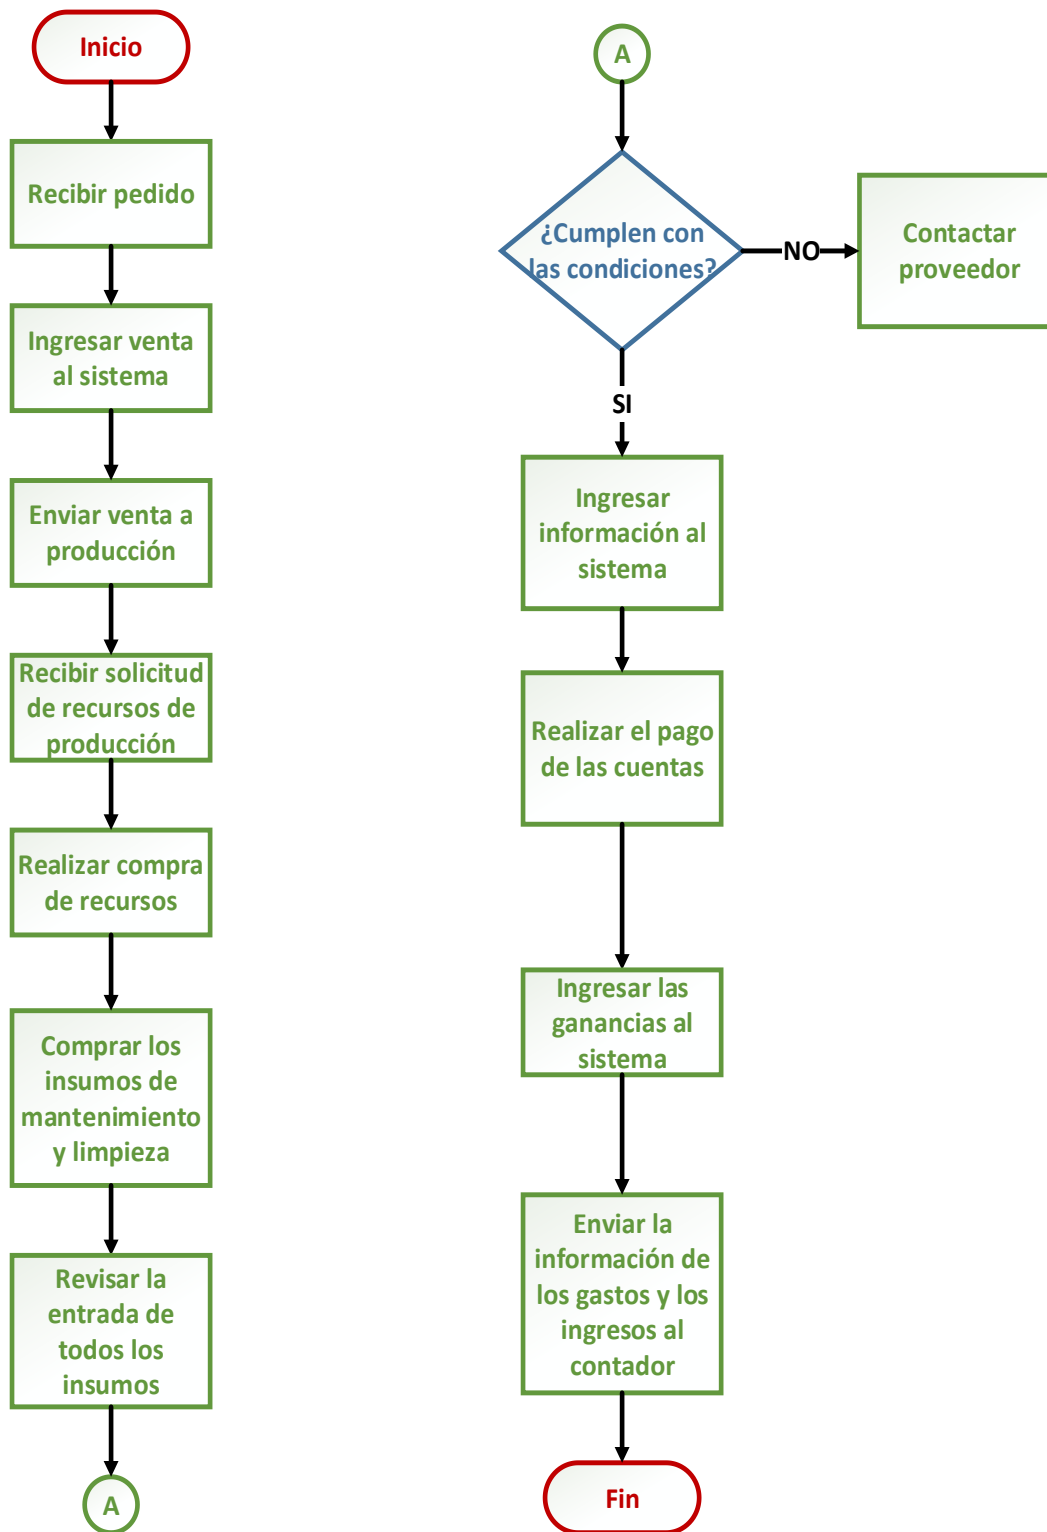 Inicio
Recibir pedido
Ingresar venta
al sistema
Enviar venta a
producción
Recibir solicitud
de recursos de
producción
Realizar compra
de recursos
Comprar los
insumos de
mantenimiento
y limpieza
Revisar la
entrada de
todos los
insumos
A
A
¿Cumplen con
las condiciones?
NO
Contactar
proveedor
SI
Ingresar
información al
sistema
Realizar el pago
de las cuentas
Ingresar las
ganancias al
sistema
Enviar la
información de
los gastos y los
ingresos al
contador
Fin